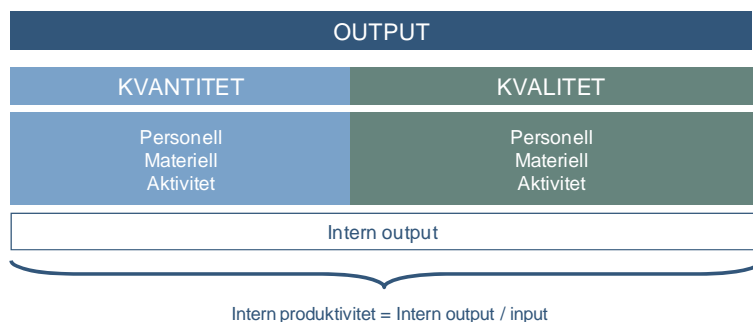 OUTPUT
KVANTITET
KVALITET
Personell
Materiell
Aktivitet
Personell
Materiell
Aktivitet
Intern output
Intern produktivitet = Intern output / input